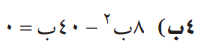 ٤ب) ٨ب٢ − ٤٠ب = ٠